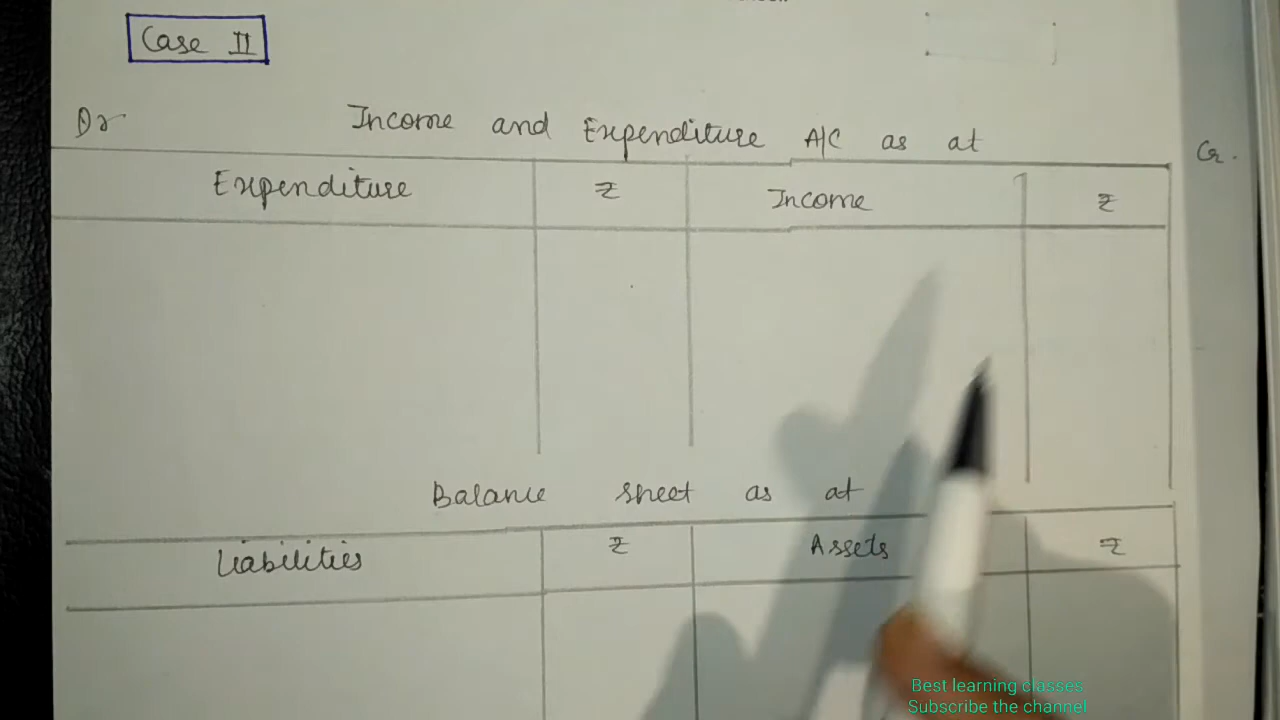 Case II
Dr Income and Expenditure A/C as at Cr.
Expenditure ₹ Income ₹
Balance sheet as at
Liabilities ₹ Assets ₹
Best learning classes
Subscribe the channel